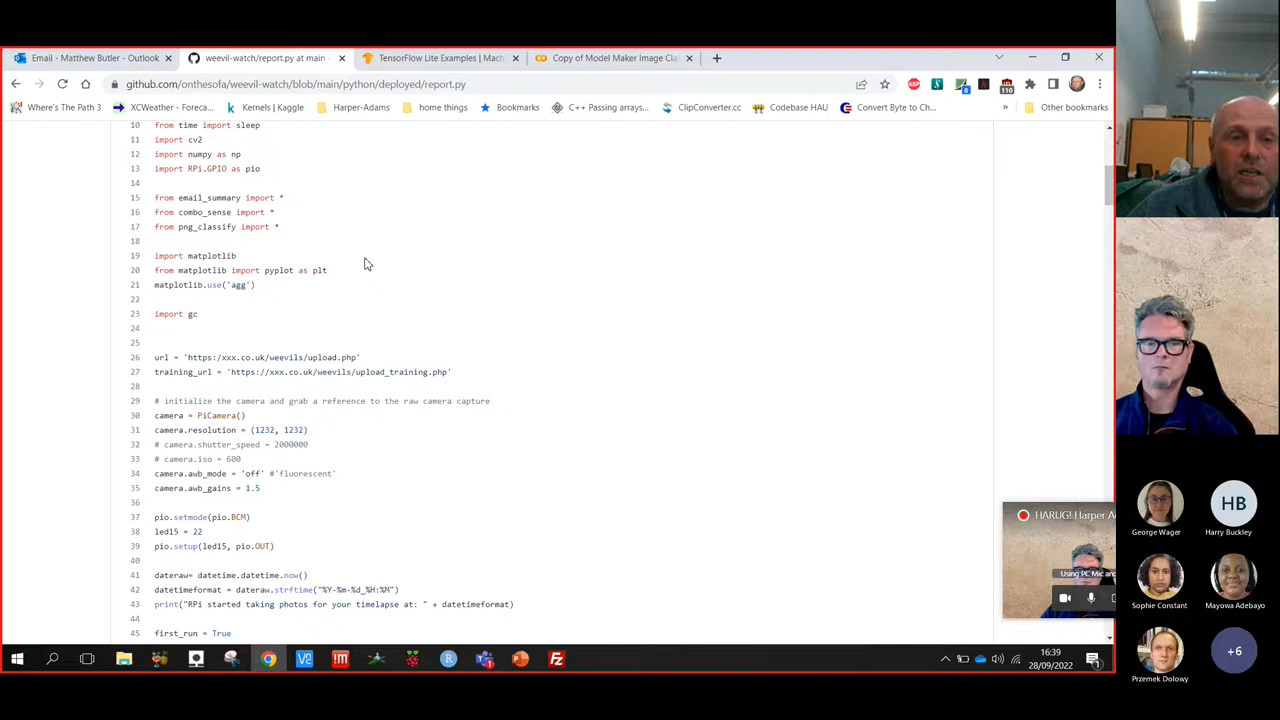 Email - Matthew Butler - Outlook
weevil-watch/report.py at main
TensorFlow Lite Examples | Mach
Copy of Model Maker Image Cla
github.com/onthesofa/weevil-watch/blob/main/python/deployed/report.py
ABP
8
110
Where's The Path 3
XCWeather - Foreca...
Kernels | Kaggle
Harper-Adams
home things
Bookmarks
C++ Passing arrays...
ClipConverter.cc
Codebase HAU
Convert Byte to Ch...
Other bookmarks
10 from time import sleep
11 import cv2
12 import numpy as np
13 import RPi.GPIO as pio
14
15 from email_summary import *
16 from combo_sense import *
17 from png_classify import *
18
19 import matplotlib
20 from matplotlib import pyplot as plt
21 matplotlib.use('agg')
22
23 import gc
24
25
26 url = 'https:/xxx.co.uk/weevils/upload.php'
27 training_url = 'https://xxx.co.uk/weevils/upload_training.php'
28
29 # initialize the camera and grab a reference to the raw camera capture
30 camera = PiCamera()
31 camera.resolution = (1232, 1232)
32 # camera.shutter_speed = 2000000
33 # camera.iso = 600
34 camera.awb_mode = 'off' #'fluorescent'
35 camera.awb_gains = 1.5
36
37 pio.setmode(pio.BCM)
38 led15 = 22
39 pio.setup(led15, pio.OUT)
40
41 dateraw= datetime.datetime.now()
42 datetimeformat = dateraw.strftime("%Y-%m-%d_%H:%M")
43 print("RPi started taking photos for your timelapse at: " + datetimeformat)
44
45 first_run = True
HARUG! Harper A
Using PC Mic and
16:39
28/09/2022
1
HB
George Wager
Harry Buckley
Sophie Constant
Mayowa Adebayo
+6
Przemek Dolowy